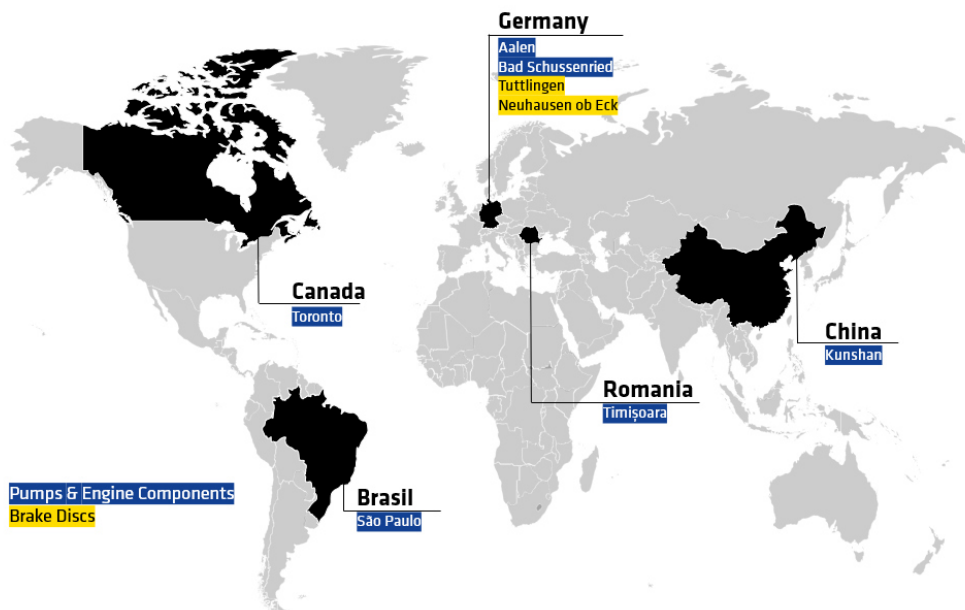 Germany
Aalen
Bad Schussenried
Tuttlingen
Neuhausen ob Eck
Canada
Toronto
China
Kunshan
Romania
Timișoara
Brasil
São Paulo
Pumps & Engine Components
Brake Discs